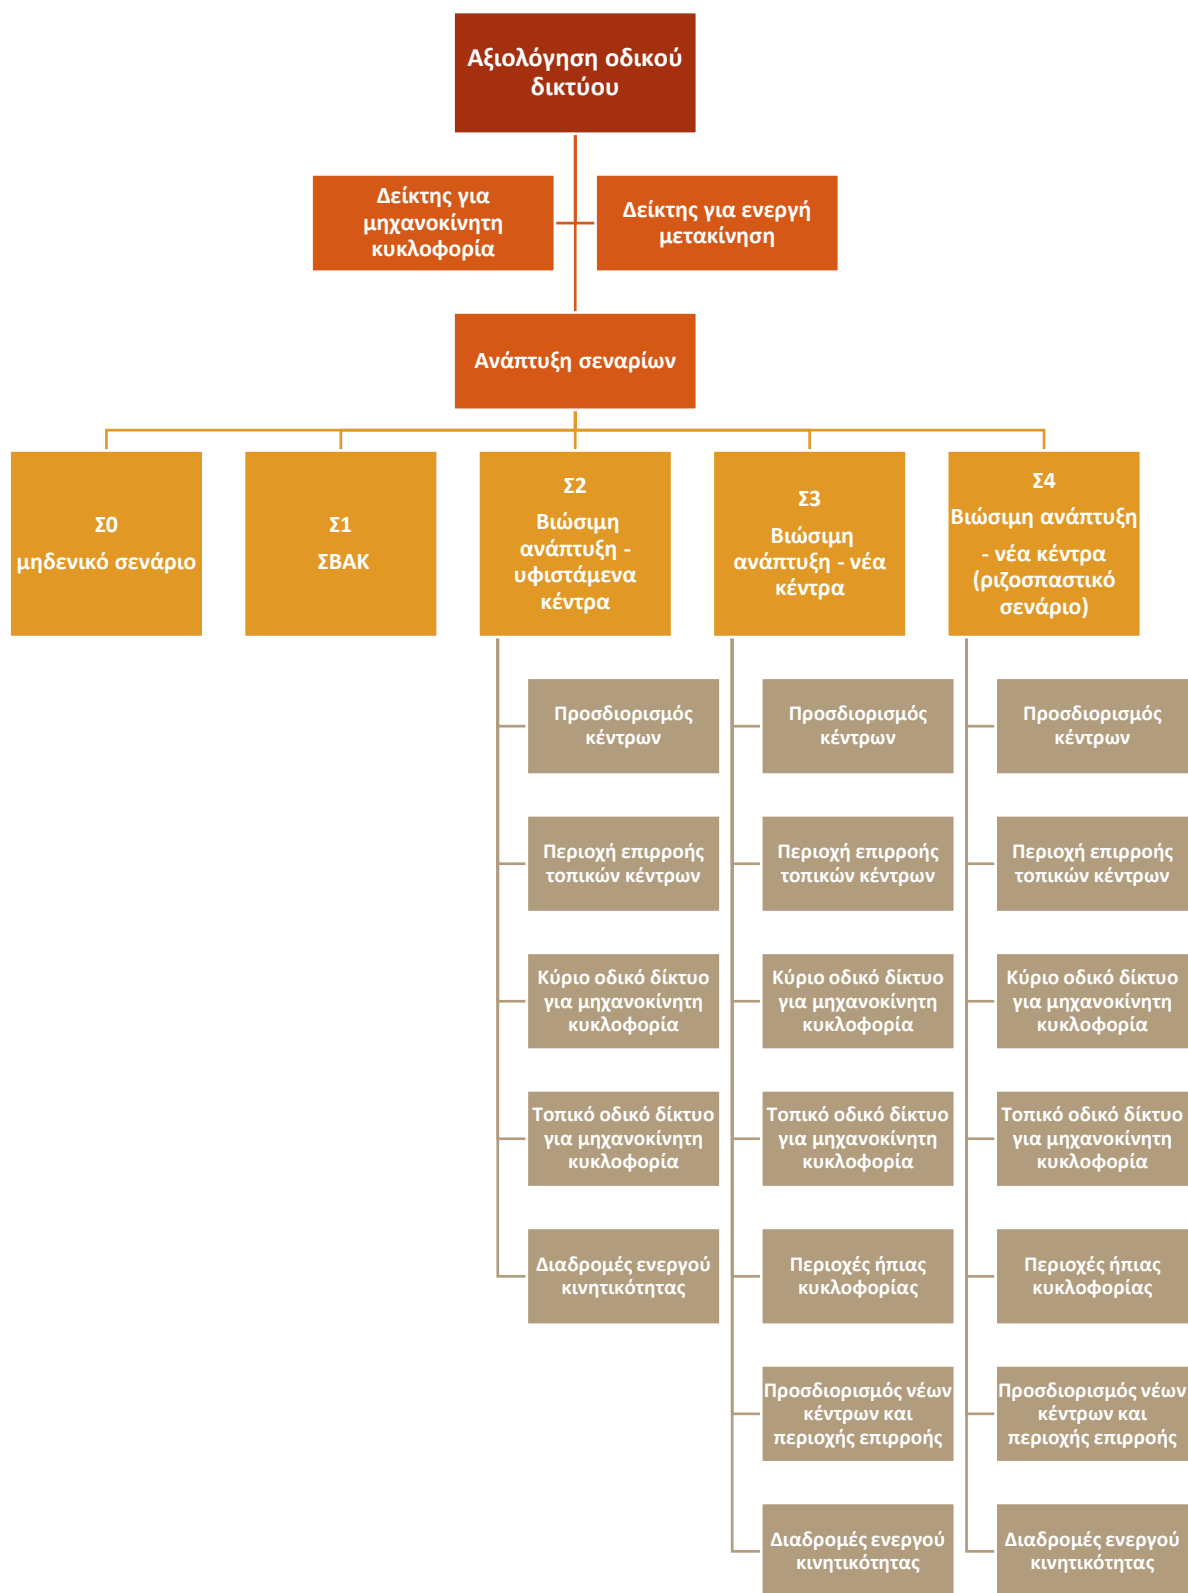 Αξιολόγηση οδικού
δικτύου
Δείκτης για
μηχανοκίνητη
κυκλοφορία
Δείκτης για ενεργή
μετακίνηση
Ανάπτυξη σεναρίων
Σ0
μηδενικό σενάριο
Σ1
ΣΒΑΚ
Σ2
Βιώσιμη
ανάπτυξη -
υφιστάμενα
κέντρα
Σ3
Βιώσιμη
ανάπτυξη - νέα
κέντρα
Σ4
Βιώσιμη ανάπτυξη
- νέα κέντρα
(ριζοσπαστικό
σενάριο)
Προσδιορισμός
κέντρων
Περιοχή επιρροής
τοπικών κέντρων
Κύριο οδικό δίκτυο
για μηχανοκίνητη
κυκλοφορία
Τοπικό οδικό δίκτυο
για μηχανοκίνητη
κυκλοφορία
Διαδρομές ενεργού
κινητικότητας
Προσδιορισμός
κέντρων
Περιοχή επιρροής
τοπικών κέντρων
Κύριο οδικό δίκτυο
για μηχανοκίνητη
κυκλοφορία
Τοπικό οδικό δίκτυο
για μηχανοκίνητη
κυκλοφορία
Περιοχές ήπιας
κυκλοφορίας
Προσδιορισμός νέων
κέντρων και
περιοχής επιρροής
Διαδρομές ενεργού
κινητικότητας
Προσδιορισμός
κέντρων
Περιοχή επιρροής
τοπικών κέντρων
Κύριο οδικό δίκτυο
για μηχανοκίνητη
κυκλοφορία
Τοπικό οδικό δίκτυο
για μηχανοκίνητη
κυκλοφορία
Περιοχές ήπιας
κυκλοφορίας
Προσδιορισμός νέων
κέντρων και
περιοχής επιρροής
Διαδρομές ενεργού
κινητικότητας